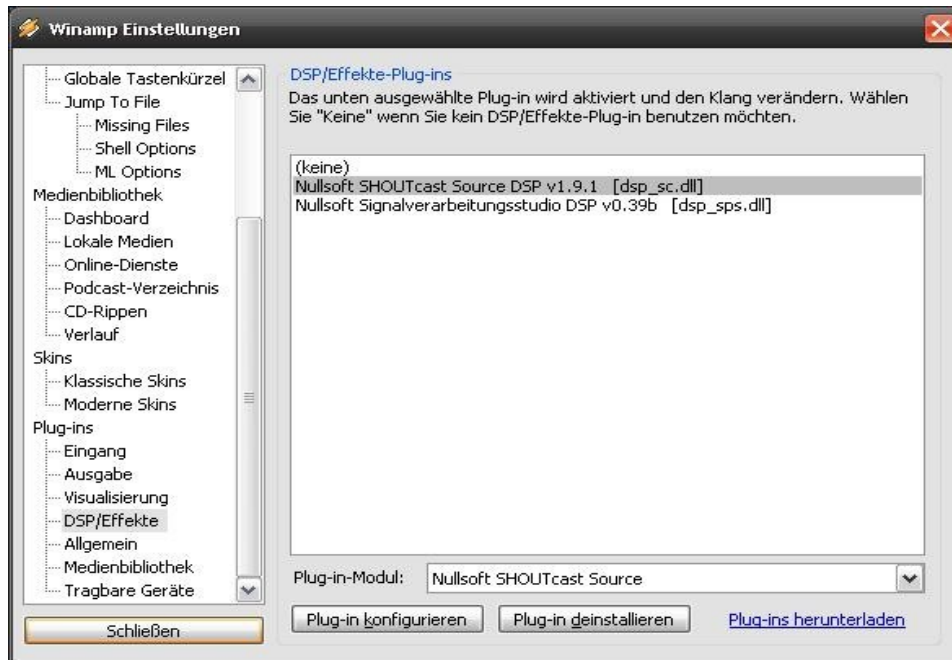 Winamp Einstellungen
Globale Tastenkürzel
Jump To File
Missing Files
Shell Options
ML Options
Medienbibliothek
Dashboard
Lokale Medien
Online-Dienste
Podcast-Verzeichnis
CD-Rippen
Verlauf
Skins
Klassische Skins
Moderne Skins
Plug-ins
Eingang
Ausgabe
Visualisierung
DSP/Effekte
Allgemein
Medienbibliothek
Tragbare Geräte
Schließen
DSP/Effekte-Plug-ins
Das unten ausgewählte Plug-in wird aktiviert und den Klang verändern. Wählen
Sie "Keine" wenn Sie kein DSP/Effekte-Plug-in benutzen möchten.
(keine)
Nullsoft SHOUTcast Source DSP v1.9.1 [dsp_sc.dll]
Nullsoft Signalverarbeitungsstudio DSP v0.39b [dsp_sps.dll]
Plug-in-Modul: Nullsoft SHOUTcast Source
Plug-in konfigurieren Plug-in deinstallieren Plug-ins herunterladen